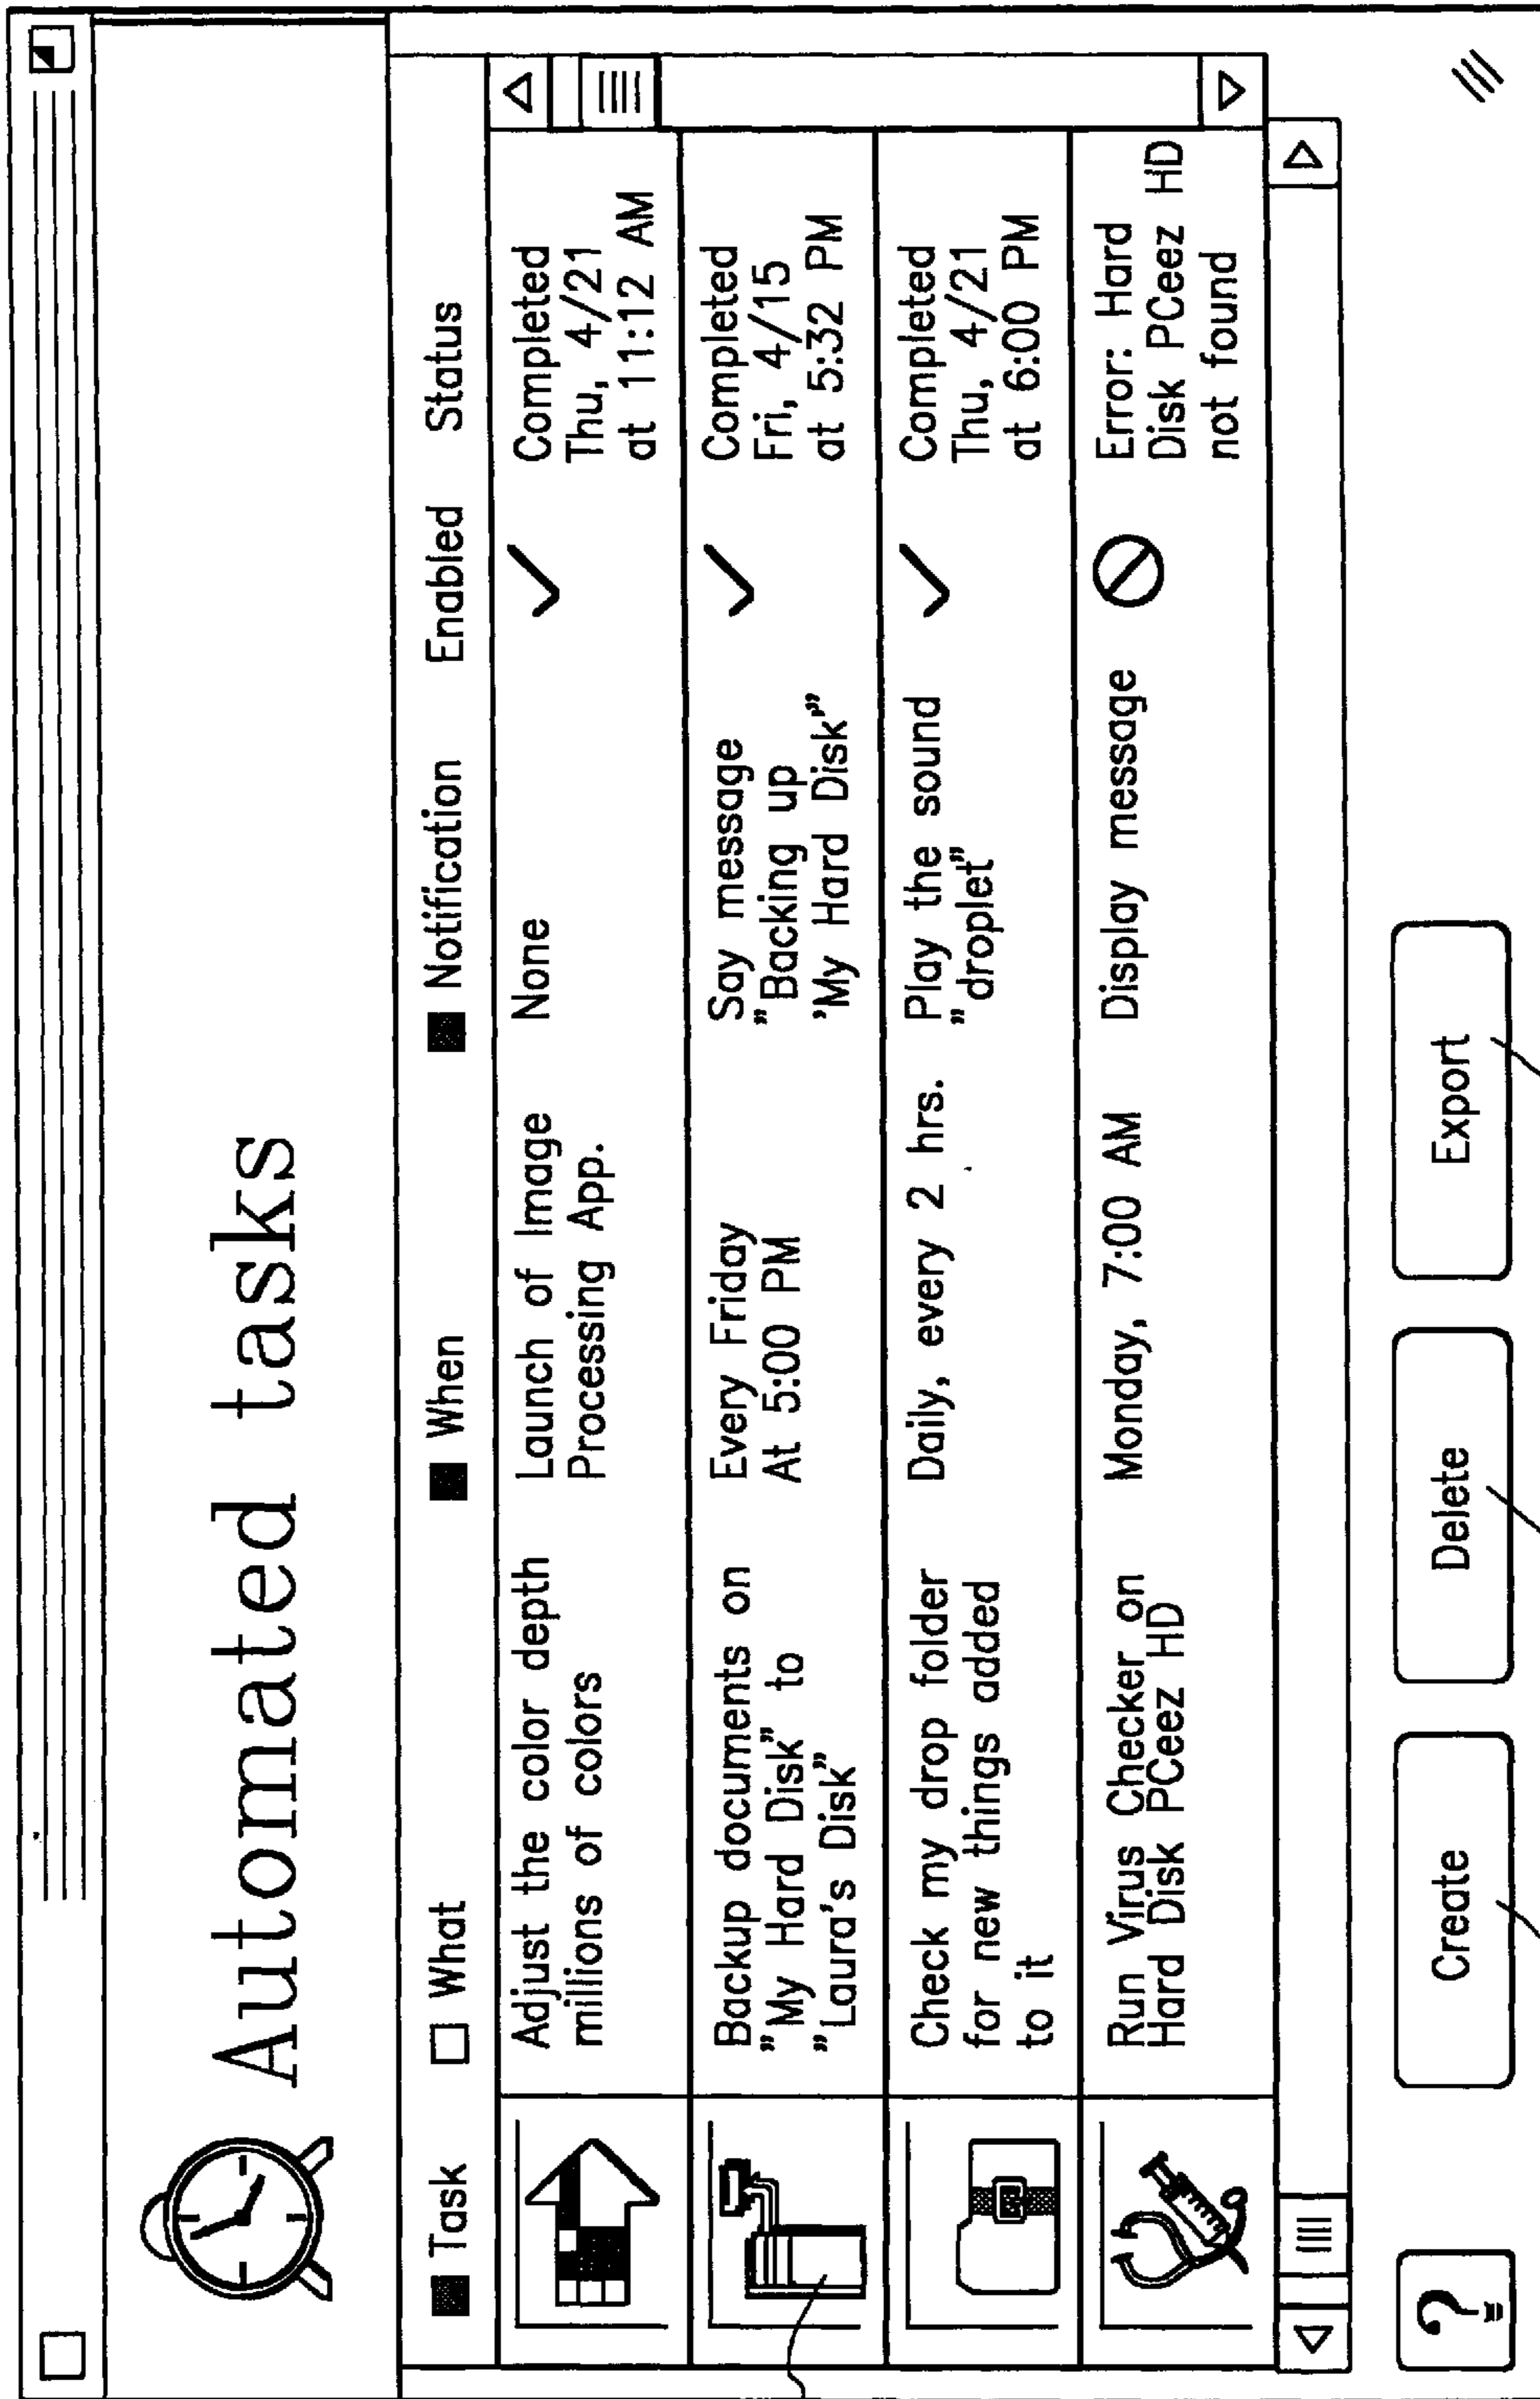 Automated tasks
Task What When Notification Enabled Status
Adjust the color depth
millions of colors
Launch of Image
Processing App.
None
Completed
Thu, 4/21
at 11:12 AM
Backup documents on
"My Hard Disk" to
"Laura's Disk"
Every Friday
At 5:00 PM
Say message
"Backing up
'My Hard Disk'"
Completed
Fri, 4/15
at 5:32 PM
Check my drop folder
for new things added
to it
Daily, every 2 hrs.
Play the sound
"droplet"
Completed
Thu, 4/21
at 6:00 PM
Run Virus Checker on
Hard Disk PCeez HD
Monday, 7:00 AM
Display message
Error: Hard
Disk PCeez HD
not found
? Create Delete Export